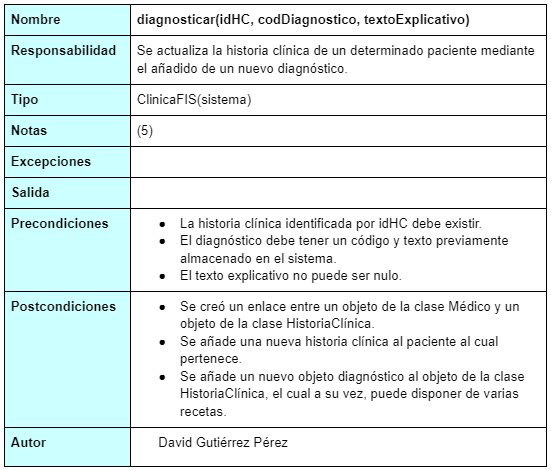 Nombre
diagnosticar(idHC, codDiagnostico, textoExplicativo)
Responsabilidad
Se actualiza la historia clínica de un determinado paciente mediante
el añadido de un nuevo diagnóstico.
Tipo
ClinicaFIS(sistema)
Notas
(5)
Excepciones
Salida
Precondiciones
● La historia clínica identificada por idHC debe existir.
● El diagnóstico debe tener un código y texto previamente
almacenado en el sistema.
● El texto explicativo no puede ser nulo.
Postcondiciones
● Se creó un enlace entre un objeto de la clase Médico y un
objeto de la clase HistoriaClínica.
● Se añade una nueva historia clínica al paciente al cual
pertenece.
● Se añade un nuevo objeto diagnóstico al objeto de la clase
HistoriaClínica, el cual a su vez, puede disponer de varias
recetas.
Autor
David Gutiérrez Pérez